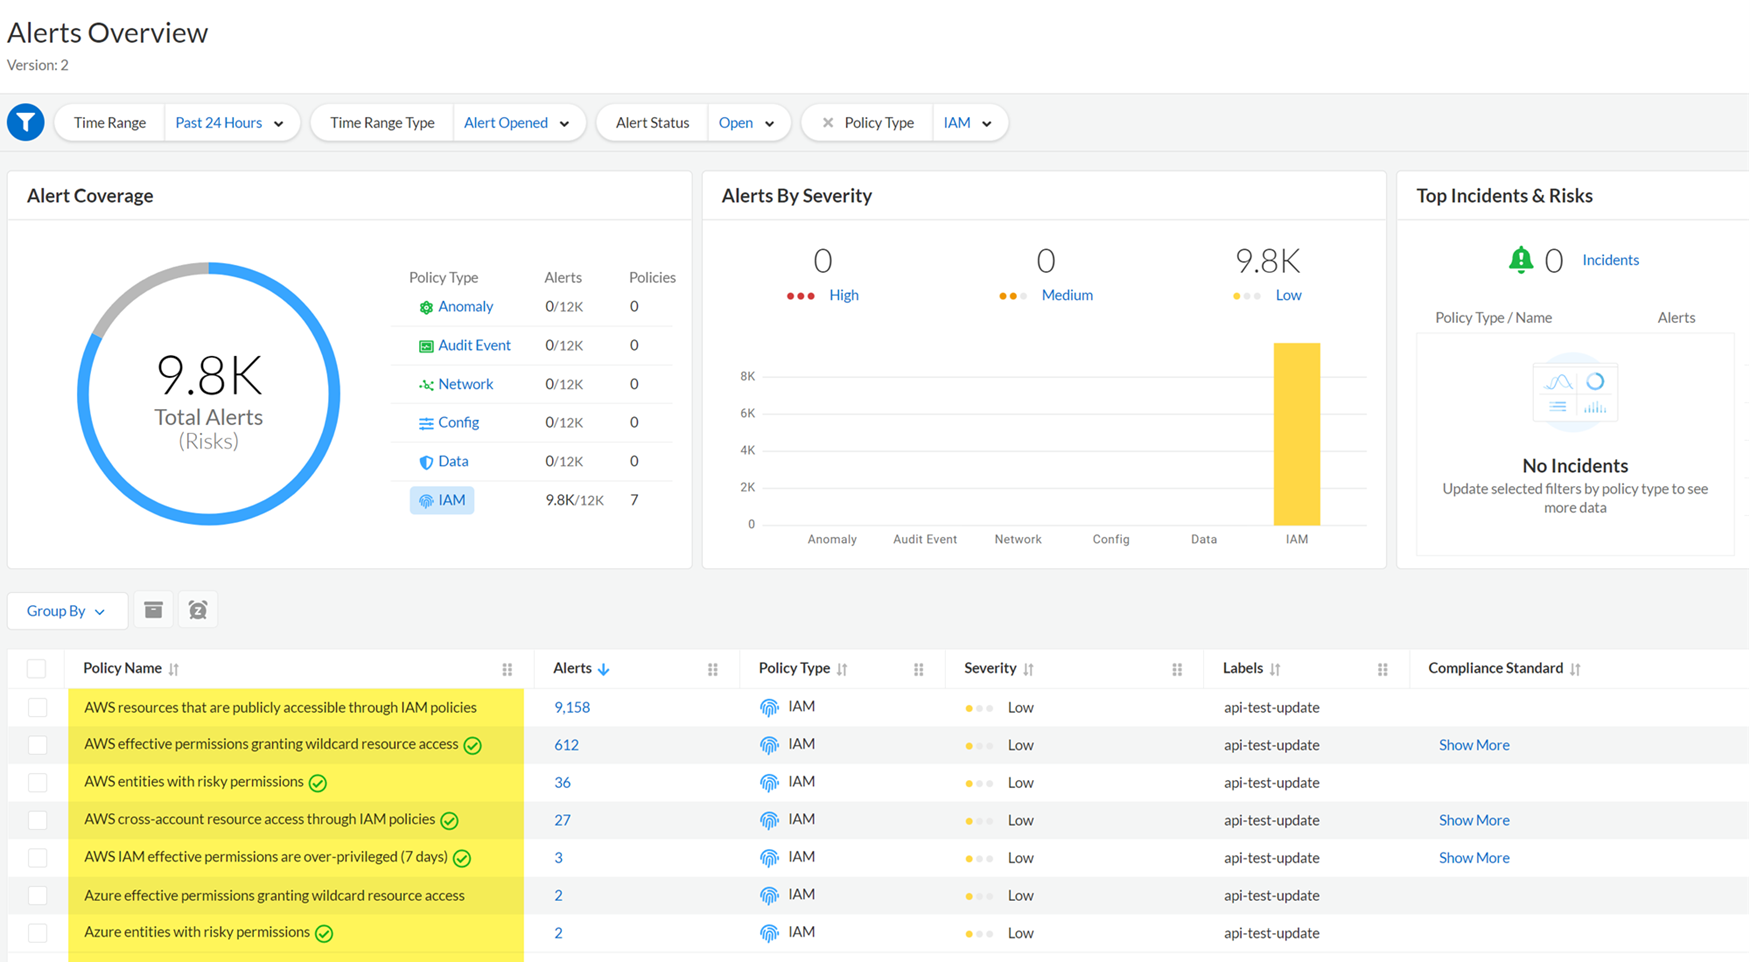 Alerts Overview
Version: 2
Time Range Past 24 Hours Time Range Type Alert Opened Alert Status Open Policy Type IAM
Alert Coverage
9.8K
Total Alerts
(Risks)
Policy Type Alerts Policies
Anomaly 0/12K 0
Audit Event 0/12K 0
Network 0/12K 0
Config 0/12K 0
Data 0/12K 0
IAM 9.8K/12K 7
Alerts By Severity
0 0 9.8K
High Medium Low
8K
6K
4K
2K
0
Anomaly Audit Event Network Config Data IAM
Top Incidents & Risks
0 Incidents
Policy Type / Name Alerts
No Incidents
Update selected filters by policy type to see
more data
Group By
Policy Name Alerts Policy Type Severity Labels Compliance Standard
AWS resources that are publicly accessible through IAM policies 9,158 IAM Low api-test-update
AWS effective permissions granting wildcard resource access 612 IAM Low api-test-update Show More
AWS entities with risky permissions 36 IAM Low api-test-update
AWS cross-account resource access through IAM policies 27 IAM Low api-test-update Show More
AWS IAM effective permissions are over-privileged (7 days) 3 IAM Low api-test-update Show More
Azure effective permissions granting wildcard resource access 2 IAM Low api-test-update
Azure entities with risky permissions 2 IAM Low api-test-update